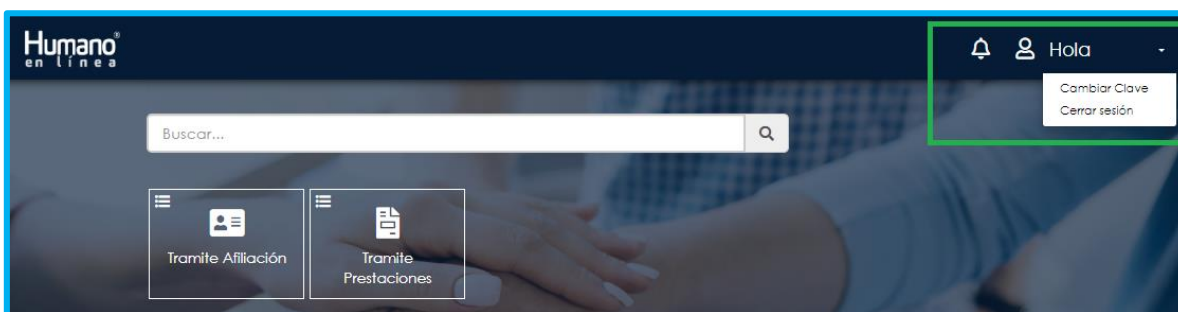 Humano®
en línea
Hola
Cambiar Clave
Cerrar sesión
Buscar...
Tramite Afiliación
Tramite
Prestaciones